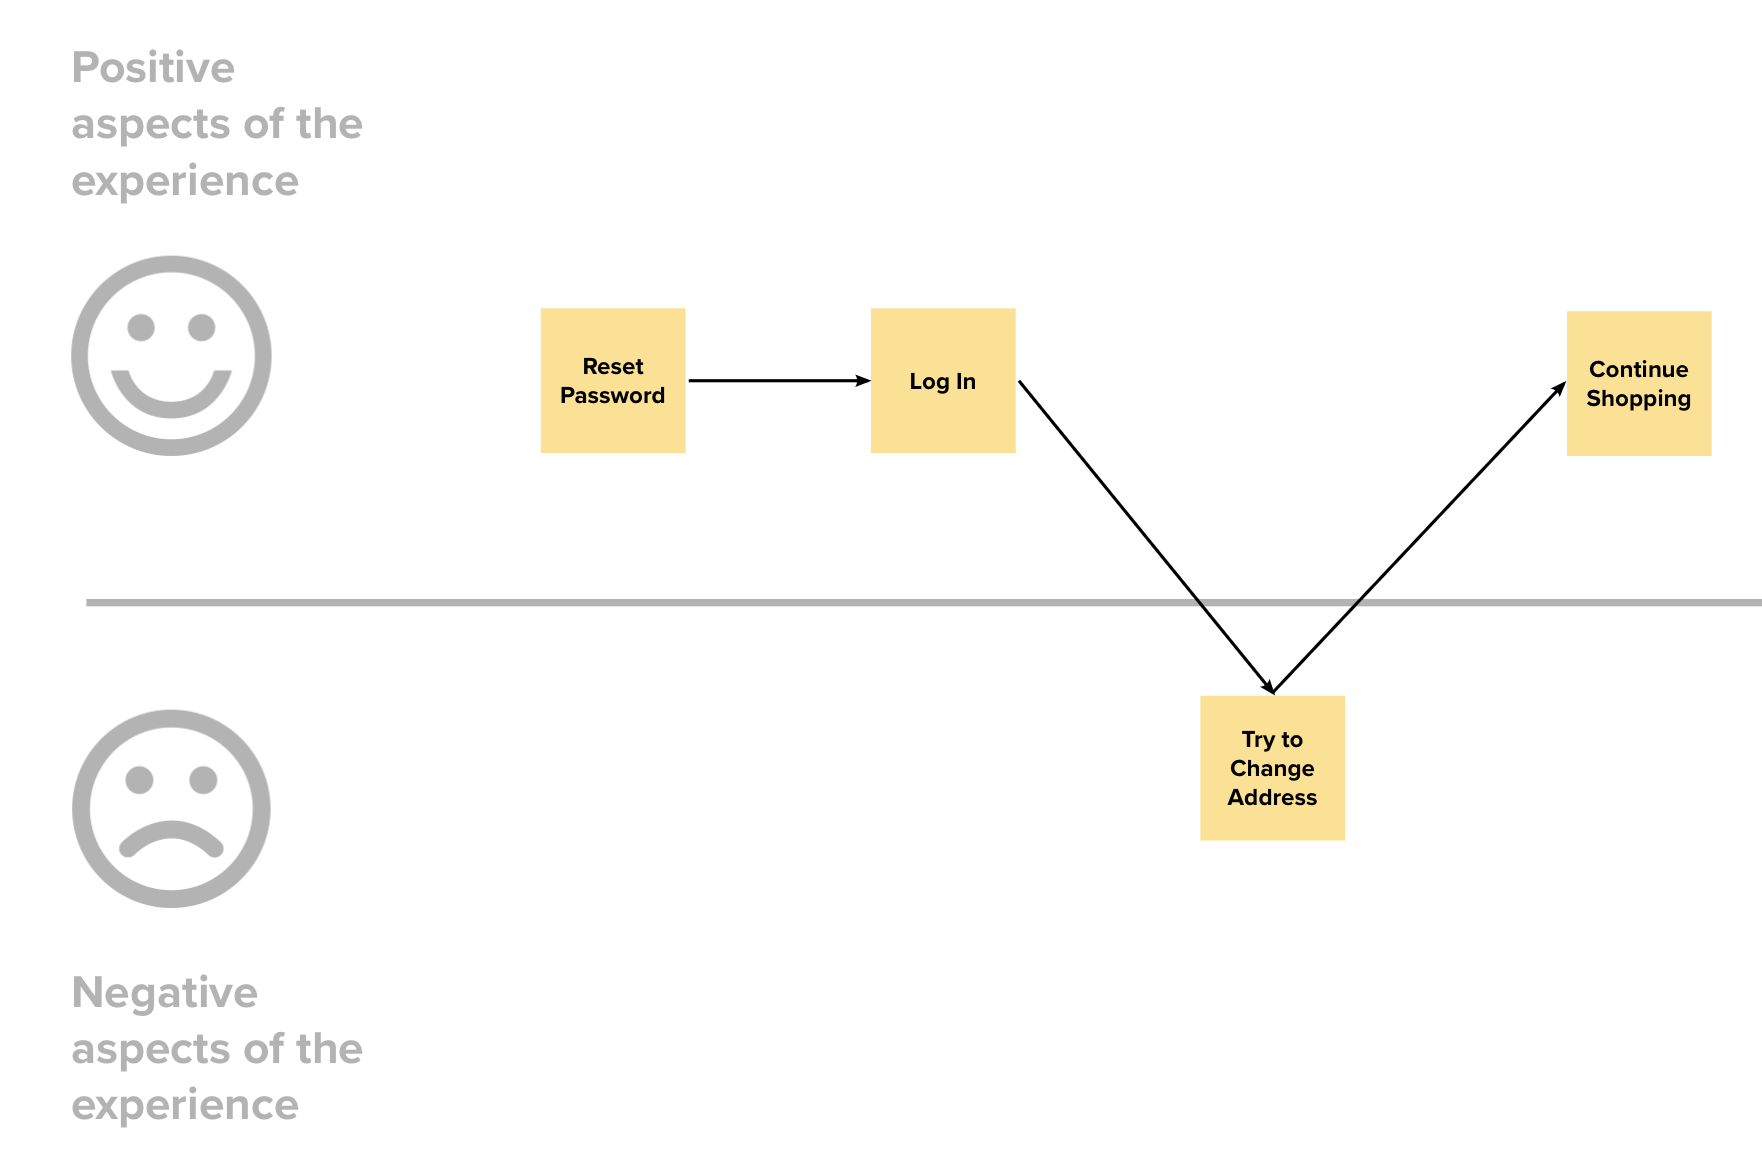 Positive
aspects of the
experience
Reset
Password
Log In
Continue
Shopping
Try to
Change
Address
Negative
aspects of the
experience